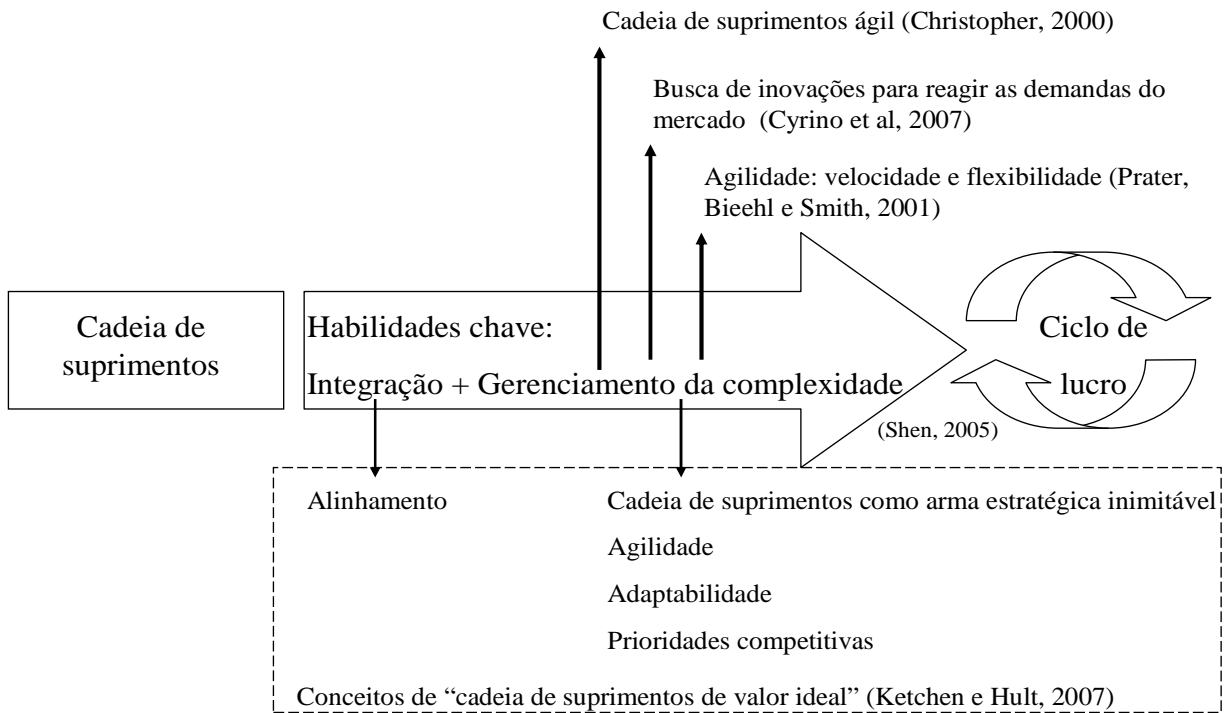 Cadeia de suprimentos ágil (Christopher, 2000)
Busca de inovações para reagir as demandas do
mercado (Cyrino et al, 2007)
Agilidade: velocidade e flexibilidade (Prater,
Bieehl e Smith, 2001)
Cadeia de
suprimentos
Habilidades chave:
Integração + Gerenciamento da complexidade
(Shen, 2005)
Ciclo de
lucro
Alinhamento
Cadeia de suprimentos como arma estratégica inimitável
Agilidade
Adaptabilidade
Prioridades competitivas
Conceitos de “cadeia de suprimentos de valor ideal” (Ketchen e Hult, 2007)